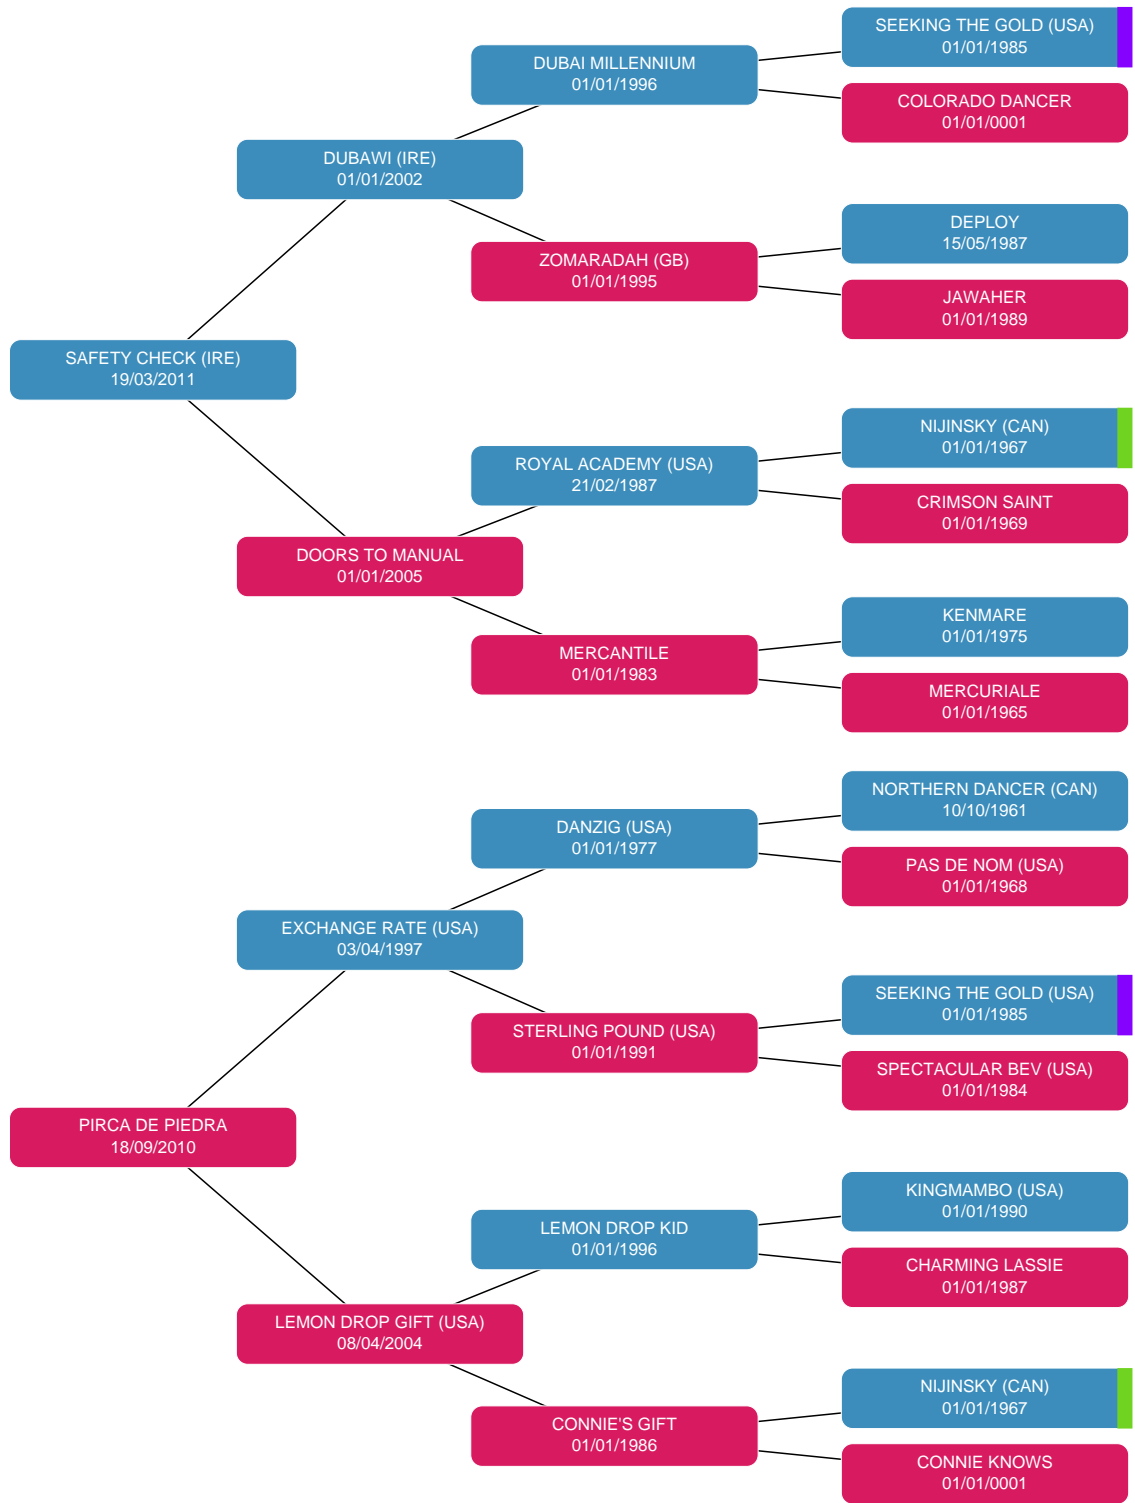 SEEKING THE GOLD (USA)
01/01/1985
DUBAI MILLENNIUM
01/01/1996
COLORADO DANCER
01/01/0001
DUBAWI (IRE)
01/01/2002
DEPLOY
15/05/1987
ZOMARADAH (GB)
01/01/1995
JAWAHER
01/01/1989
SAFETY CHECK (IRE)
19/03/2011
NIJINSKY (CAN)
01/01/1967
ROYAL ACADEMY (USA)
21/02/1987
CRIMSON SAINT
01/01/1969
DOORS TO MANUAL
01/01/2005
KENMARE
01/01/1975
MERCANTILE
01/01/1983
MERCURIALE
01/01/1965
NORTHERN DANCER (CAN)
10/10/1961
DANZIG (USA)
01/01/1977
PAS DE NOM (USA)
01/01/1968
EXCHANGE RATE (USA)
03/04/1997
SEEKING THE GOLD (USA)
01/01/1985
STERLING POUND (USA)
01/01/1991
SPECTACULAR BEV (USA)
01/01/1984
PIRCA DE PIEDRA
18/09/2010
KINGMAMBO (USA)
01/01/1990
LEMON DROP KID
01/01/1996
CHARMING LASSIE
01/01/1987
LEMON DROP GIFT (USA)
08/04/2004
NIJINSKY (CAN)
01/01/1967
CONNIE'S GIFT
01/01/1986
CONNIE KNOWS
01/01/0001